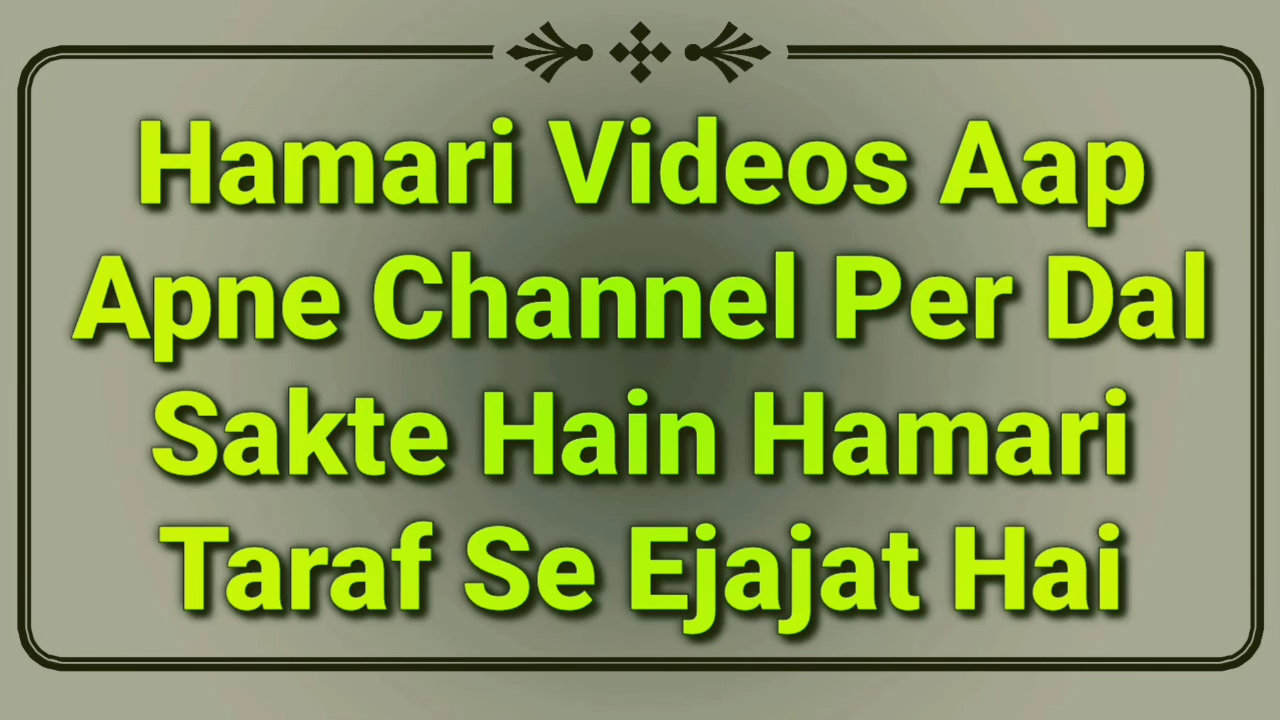 Hamari Videos Aap
Apne Channel Per Dal
Sakte Hain Hamari
Taraf Se Ejajat Hai